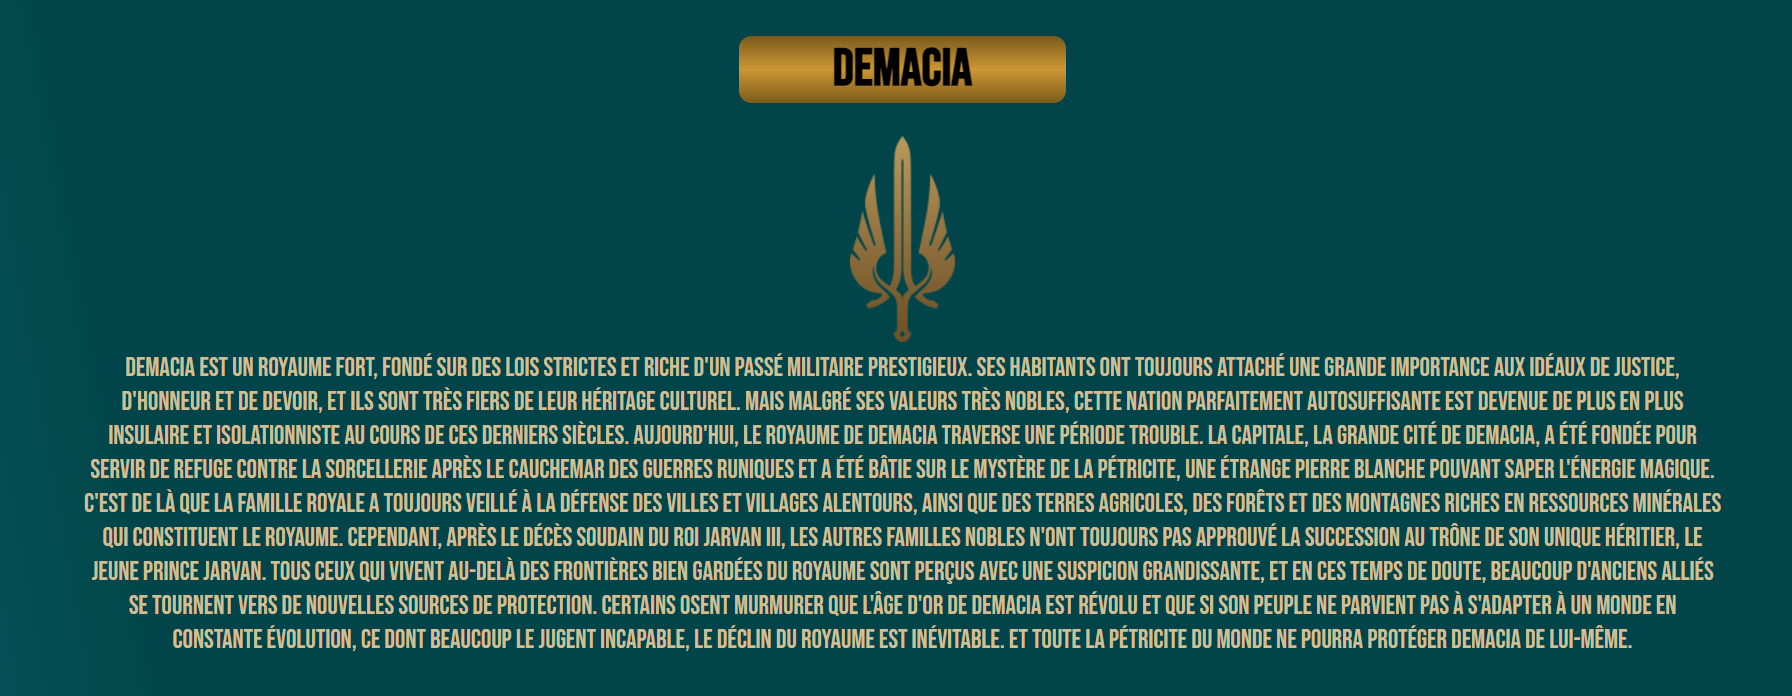 DEMACIA
DEMACIA EST UN ROYAUME FORT, FONDÉ SUR DES LOIS STRICTES ET RICHE D'UN PASSÉ MILITAIRE PRESTIGIEUX. SES HABITANTS ONT TOUJOURS ATTACHÉ UNE GRANDE IMPORTANCE AUX IDÉAUX DE JUSTICE,
D'HONNEUR ET DE DEVOIR, ET ILS SONT TRÈS FIERS DE LEUR HÉRITAGE CULTUREL. MAIS MALGRÉ SES VALEURS TRÈS NOBLES, CETTE NATION PARFAITEMENT AUTOSUFFISANTE EST DEVENUE DE PLUS EN PLUS
INSULAIRE ET ISOLATIONNISTE AU COURS DE CES DERNIERS SIÈCLES. AUJOURD'HUI, LE ROYAUME DE DEMACIA TRAVERSE UNE PÉRIODE TROUBLE. LA CAPITALE, LA GRANDE CITÉ DE DEMACIA, A ÉTÉ FONDÉE POUR
SERVIR DE REFUGE CONTRE LA SORCELLERIE APRÈS LE CAUCHEMAR DES GUERRES RUNIQUES ET A ÉTÉ BÂTIE SUR LE MYSTÈRE DE LA PÉTRICITE, UNE ÉTRANGE PIERRE BLANCHE POUVANT SAPER L'ÉNERGIE MAGIQUE.
C'EST DE LÀ QUE LA FAMILLE ROYALE A TOUJOURS VEILLÉ À LA DÉFENSE DES VILLES ET VILLAGES ALENTOURS, AINSI QUE DES TERRES AGRICOLES, DES FORÊTS ET DES MONTAGNES RICHES EN RESSOURCES MINÉRALES
QUI CONSTITUENT LE ROYAUME. CEPENDANT, APRÈS LE DÉCÈS SOUDAIN DU ROI JARVAN III, LES AUTRES FAMILLES NOBLES N'ONT TOUJOURS PAS APPROUVÉ LA SUCCESSION AU TRÔNE DE SON UNIQUE HÉRITIER, LE
JEUNE PRINCE JARVAN. TOUS CEUX QUI VIVENT AU-DELÀ DES FRONTIÈRES BIEN GARDÉES DU ROYAUME SONT PERÇUS AVEC UNE SUSPICION GRANDISSANTE, ET EN CES TEMPS DE DOUTE, BEAUCOUP D'ANCIENS ALLIÉS
SE TOURNENT VERS DE NOUVELLES SOURCES DE PROTECTION. CERTAINS OSENT MURMURER QUE L'ÂGE D'OR DE DEMACIA EST RÉVOLU ET QUE SI SON PEUPLE NE PARVIENT PAS À S'ADAPTER À UN MONDE EN
CONSTANTE ÉVOLUTION, CE DONT BEAUCOUP LE JUGENT INCAPABLE, LE DÉCLIN DU ROYAUME EST INÉVITABLE. ET TOUTE LA PÉTRICITE DU MONDE NE POURRA PROTÉGER DEMACIA DE LUI-MÊME.